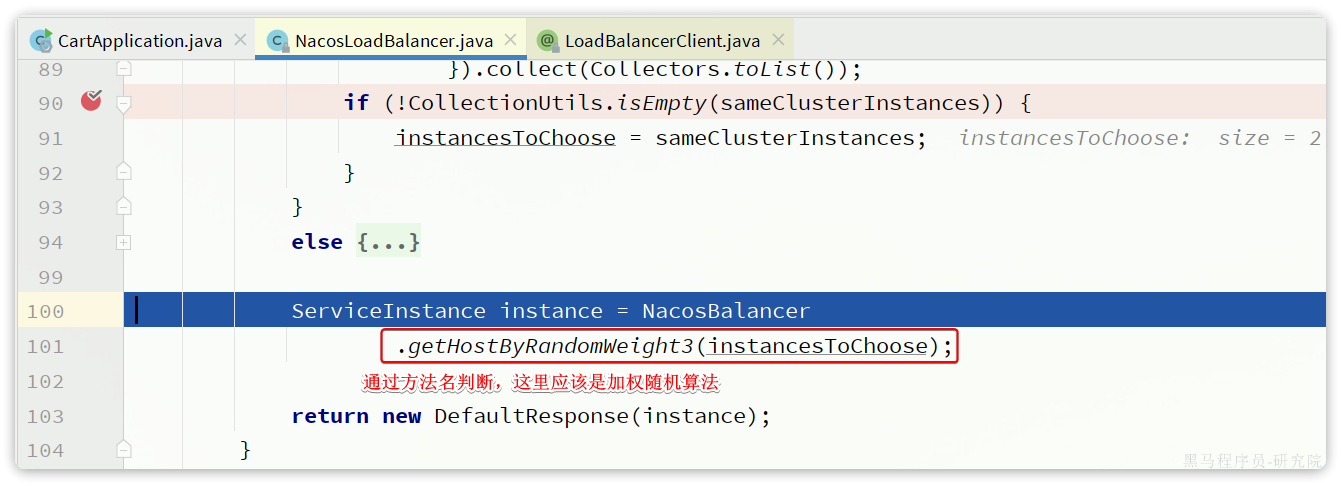 CartApplication.java NacosLoadBalancer.java LoadBalancerClient.java
89 }).collect(Collectors.toList());
90 if (!CollectionUtils.isEmpty(sameClusterInstances)) {
91 instancesToChoose = sameClusterInstances; instancesToChoose: size = 2
92 }
93 }
94 else {...}
99
100 ServiceInstance instance = NacosBalancer
101 .getHostByRandomWeight3(instancesToChoose);
102 通过方法名判断，这里应该是加权随机算法
103 return new DefaultResponse(instance);
104 }
黑马程序员-研究院